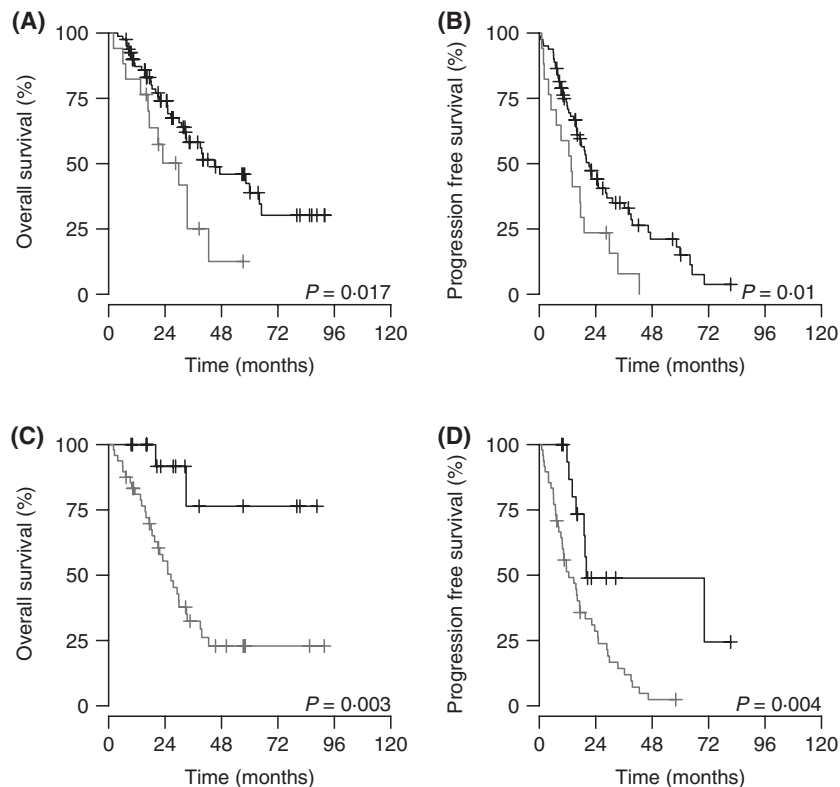 (A)
100
75
50
25
0
Overall survival (%)
P = 0·017
0 24 48 72 96 120
Time (months)
(B)
100
75
50
25
0
Progression free survival (%)
P = 0·01
0 24 48 72 96 120
Time (months)
(C)
100
75
50
25
0
Overall survival (%)
P = 0·003
0 24 48 72 96 120
Time (months)
(D)
100
75
50
25
0
Progression free survival (%)
P = 0·004
0 24 48 72 96 120
Time (months)